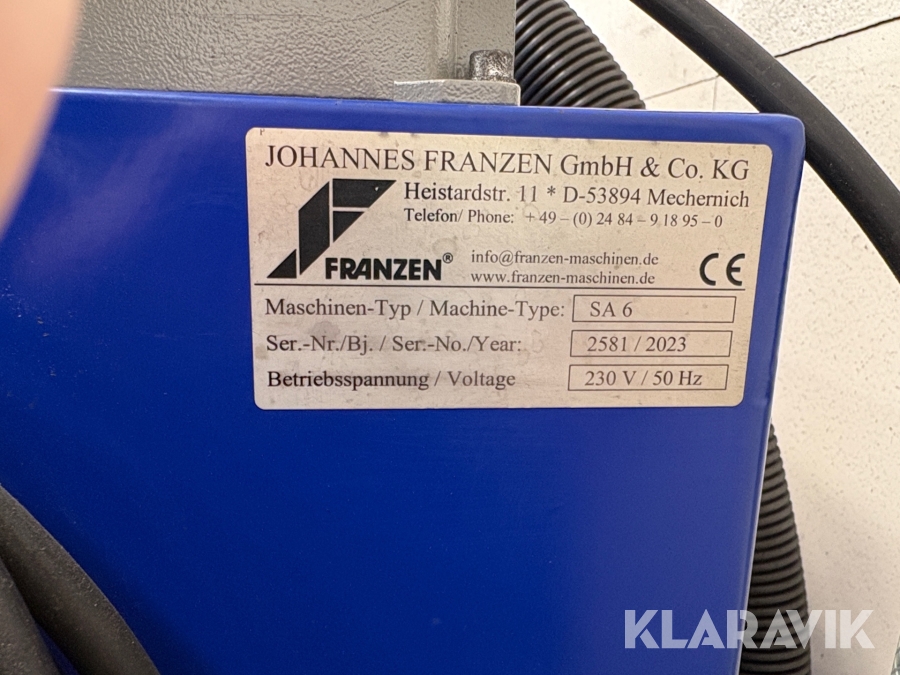 JOHANNES FRANZEN GmbH & Co. KG
Heistardstr. 11 * D-53894 Mechernich
Telefon/ Phone: +49 – (0) 24 84 – 9 18 95 – 0
FRANZEN®
info@franzen-maschinen.de
www.franzen-maschinen.de
CE
Maschinen-Typ / Machine-Type: SA 6
Ser.-Nr./Bj. / Ser.-No./Year: 2581 / 2023
Betriebsspannung / Voltage 230 V / 50 Hz
KLARAVIK